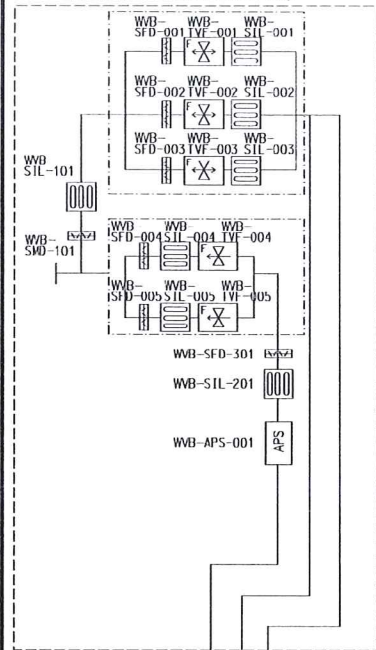 WVB- WVB- WVB-
SFD-001 TVF-001 SIL-001
F
WVB- WVB- WVB-
SFD-002 TVF-002 SIL-002
F
WVB- WVB- WVB-
SFD-003 TVF-003 SIL-003
F
WVB
SIL-101
WVB-
SMD-101
WVB WVB- WVB-
SFD-004 SIL-004 TVF-004
F
WVB- WVB- WVB-
SFD-005 SIL-005 TVF-005
F
WVB-SFD-301
WVB-SIL-201
WVB-APS-001
APS